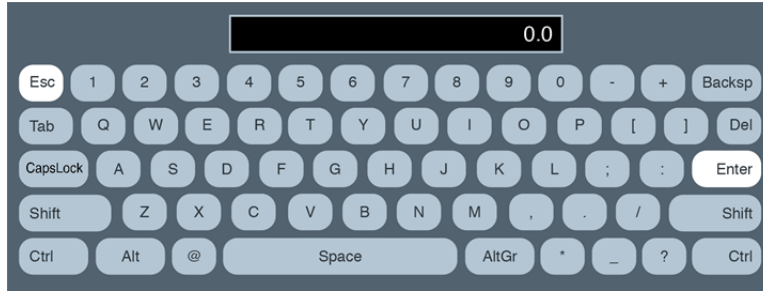 0.0
Esc 1 2 3 4 5 6 7 8 9 0 - + Backsp
Tab Q W E R T Y U I O P [ ] Del
CapsLock A S D F G H J K L ; : Enter
Shift Z X C V B N M , . / Shift
Ctrl Alt @ Space AltGr * _ ? Ctrl